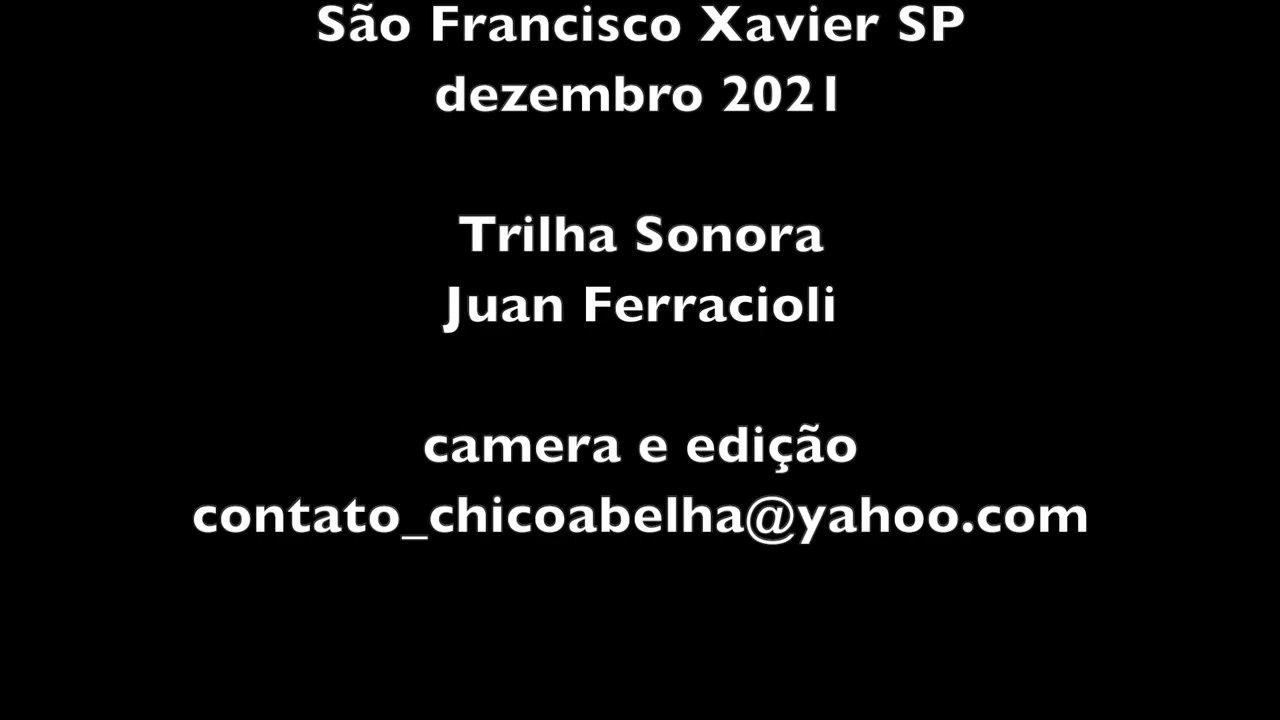 São Francisco Xavier SP
dezembro 2021
Trilha Sonora
Juan Ferracioli
camera e edição
contato_chicoabelha@yahoo.com